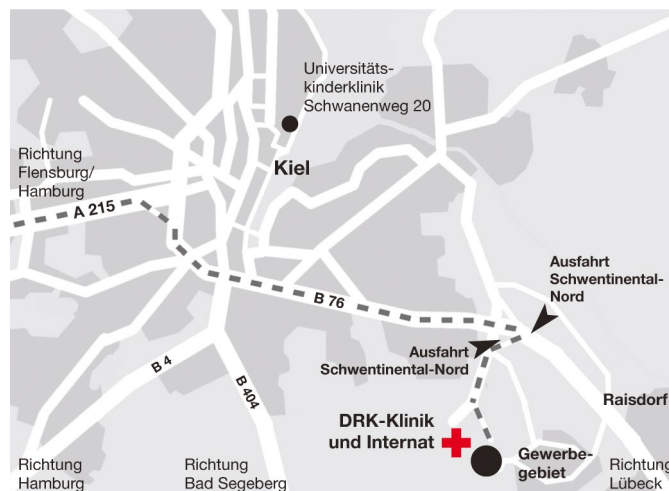 Universitäts-
kinderklinik
Schwanenweg 20
Kiel
Richtung
Flensburg/
Hamburg
A 215
B 76
Ausfahrt
Schwentinental-
Nord
Ausfahrt
Schwentinental-Nord
B 4
B 404
Raisdorf
DRK-Klinik
und Internat
Gewerbe-
gebiet
Richtung
Hamburg
Richtung
Bad Segeberg
Richtung
Lübeck